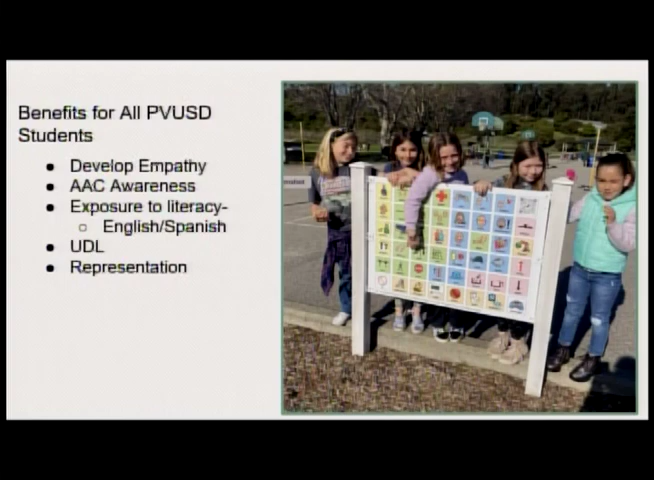 Benefits for All PVUSD
Students
● Develop Empathy
● AAC Awareness
● Exposure to literacy-
○ English/Spanish
● UDL
● Representation